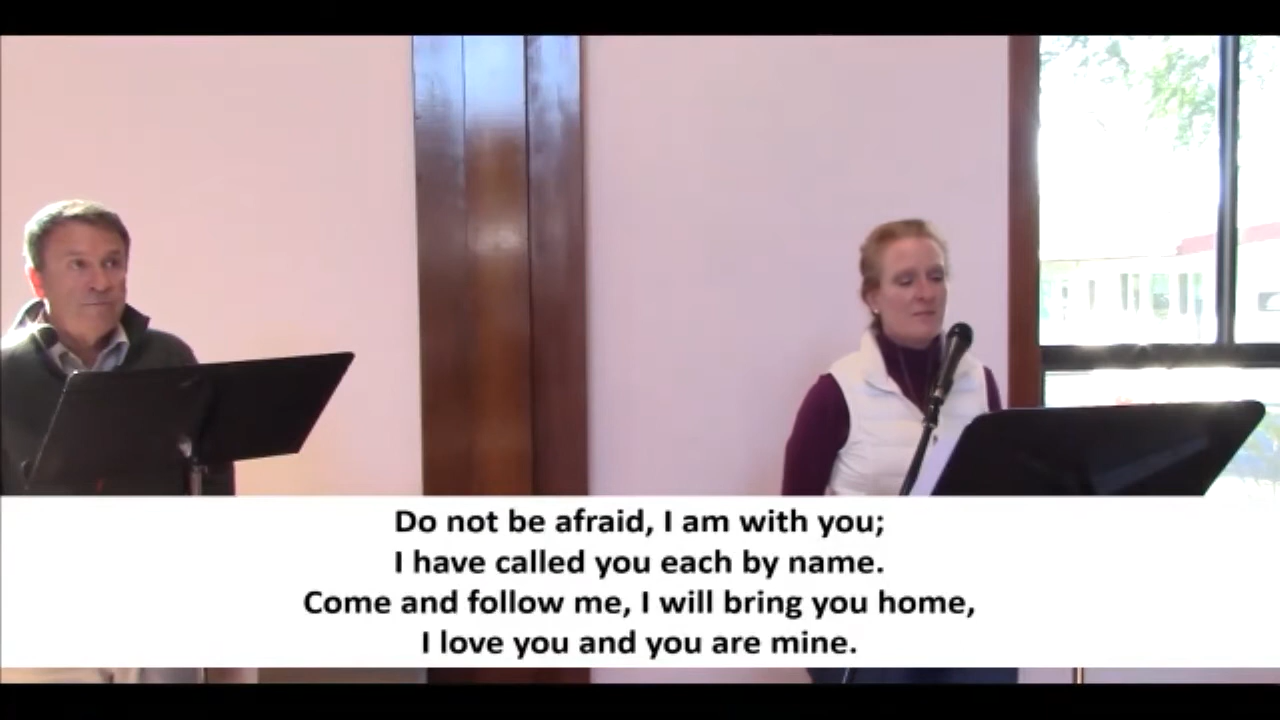 Do not be afraid, I am with you;
I have called you each by name.
Come and follow me, I will bring you home,
I love you and you are mine.